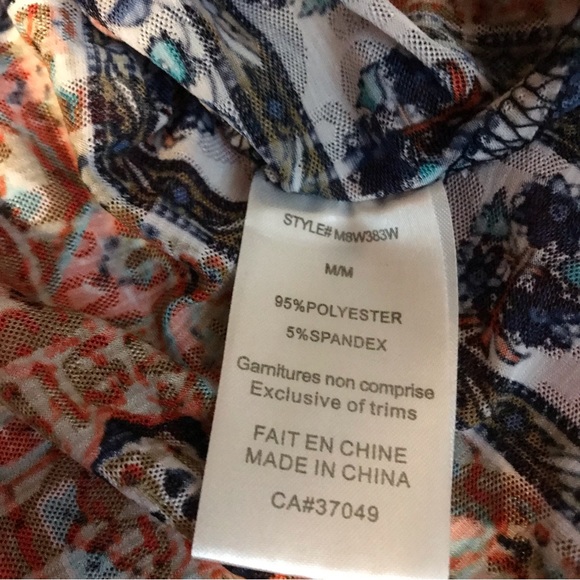 STYLE# M8W383W
M/M
95%POLYESTER
5%SPANDEX
Garnitures non comprise
Exclusive of trims
FAIT EN CHINE
MADE IN CHINA
CA#37049